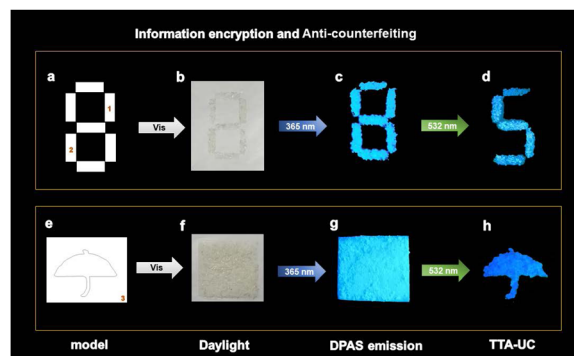 Information encryption and Anti-counterfeiting
a b c d
1
2
Vis 365 nm 532 nm
e f g h
3
Vis 365 nm 532 nm
model Daylight DPAS emission TTA-UC